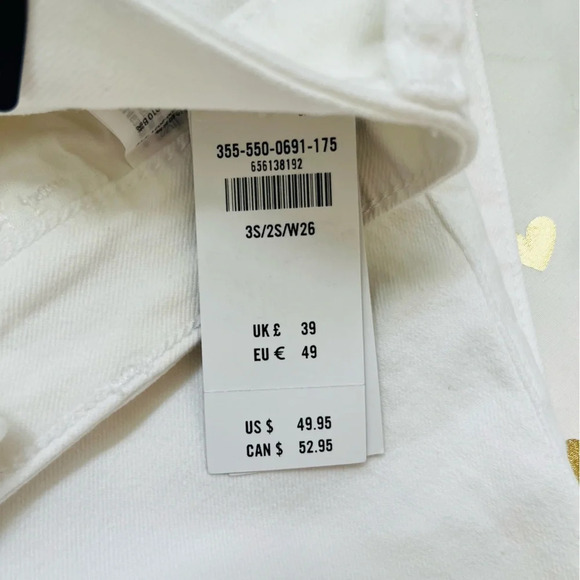 355-550-0691-175
656138192
3S/2S/W26
UK £ 39
EU € 49
US $ 49.95
CAN $ 52.95